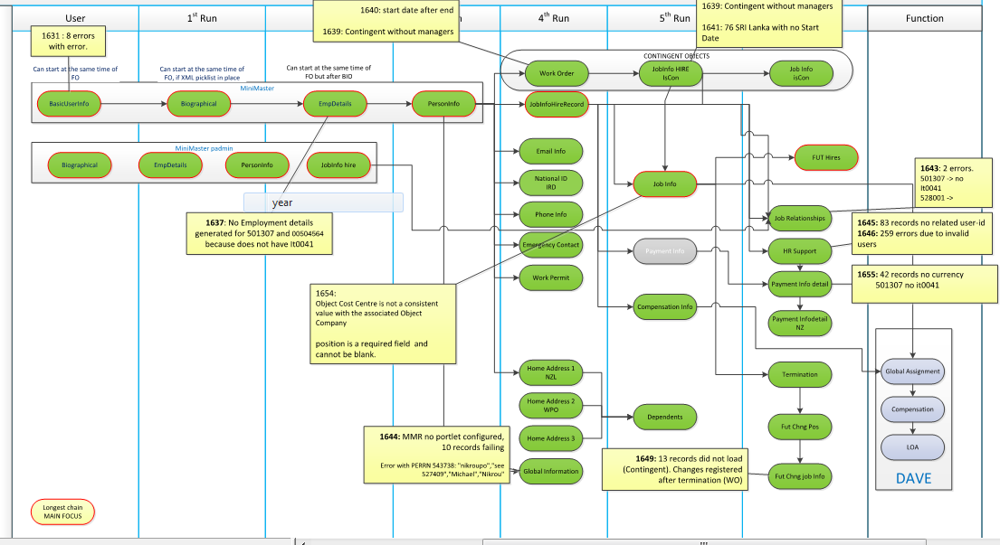 User
1st Run
n
4th Run
5th Run
Function
1640: start date after end
1639: Contingent without managers
1639: Contingent without managers
1641: 76 SRI Lanka with no Start
Date
1631 : 8 errors
with error.
Can start at the same time of
FO
Can start at the same time of
FO, if XML picklist in place
Can start at the same time of
FO but after BIO
CONTINGENT OBJECTS
Work Order
JobInfo HIRE
IsCon
Job Info
isCon
MiniMaster
BasicUserInfo
Biographical
EmpDetails
PersonInfo
JobInfoHireRecord
MiniMaster padmin
Biographical
EmpDetails
PersonInfo
JobInfo hire
Email Info
National ID
IRD
Phone Info
Emergency Contact
Work Permit
Job Info
Payment Info
Compensation Info
FUT Hires
Job Relationships
HR Support
Payment Info detail
Payment Infodetail
NZ
1643: 2 errors.
501307 -> no
It0041
528001 ->
1645: 83 records no related user-id
1646: 259 errors due to invalid
users
1655: 42 records no currency
501307 no it0041
year
1637: No Employment details
generated for 501307 and 00504564
because does not have It0041
1654:
Object Cost Centre is not a consistent
value with the associated Object
Company
position is a required field and
cannot be blank.
Home Address 1
NZL
Home Address 2
WPO
Home Address 3
Global Information
Dependents
Termination
Fut Chng Pos
Fut Chng job Info
Global Assignment
Compensation
LOA
DAVE
1644: MMR no portlet configured,
10 records failing
Error with PERRN 543738: "nikroupo","see
527409","Michael","Nikrou"
1649: 13 records did not load
(Contingent). Changes registered
after termination (WO)
Longest chain
MAIN FOCUS